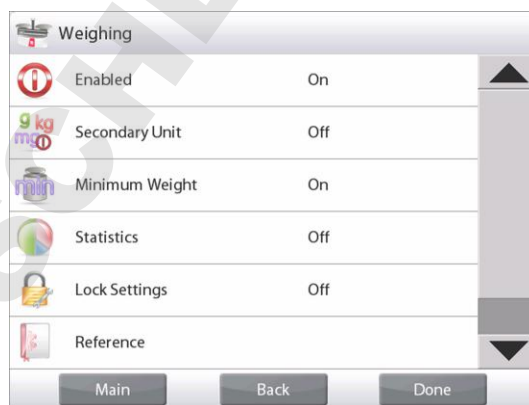 Weighing
Enabled On
g kg
mg
Secondary Unit Off
min
Minimum Weight On
Statistics Off
Lock Settings Off
Reference
Main Back Done